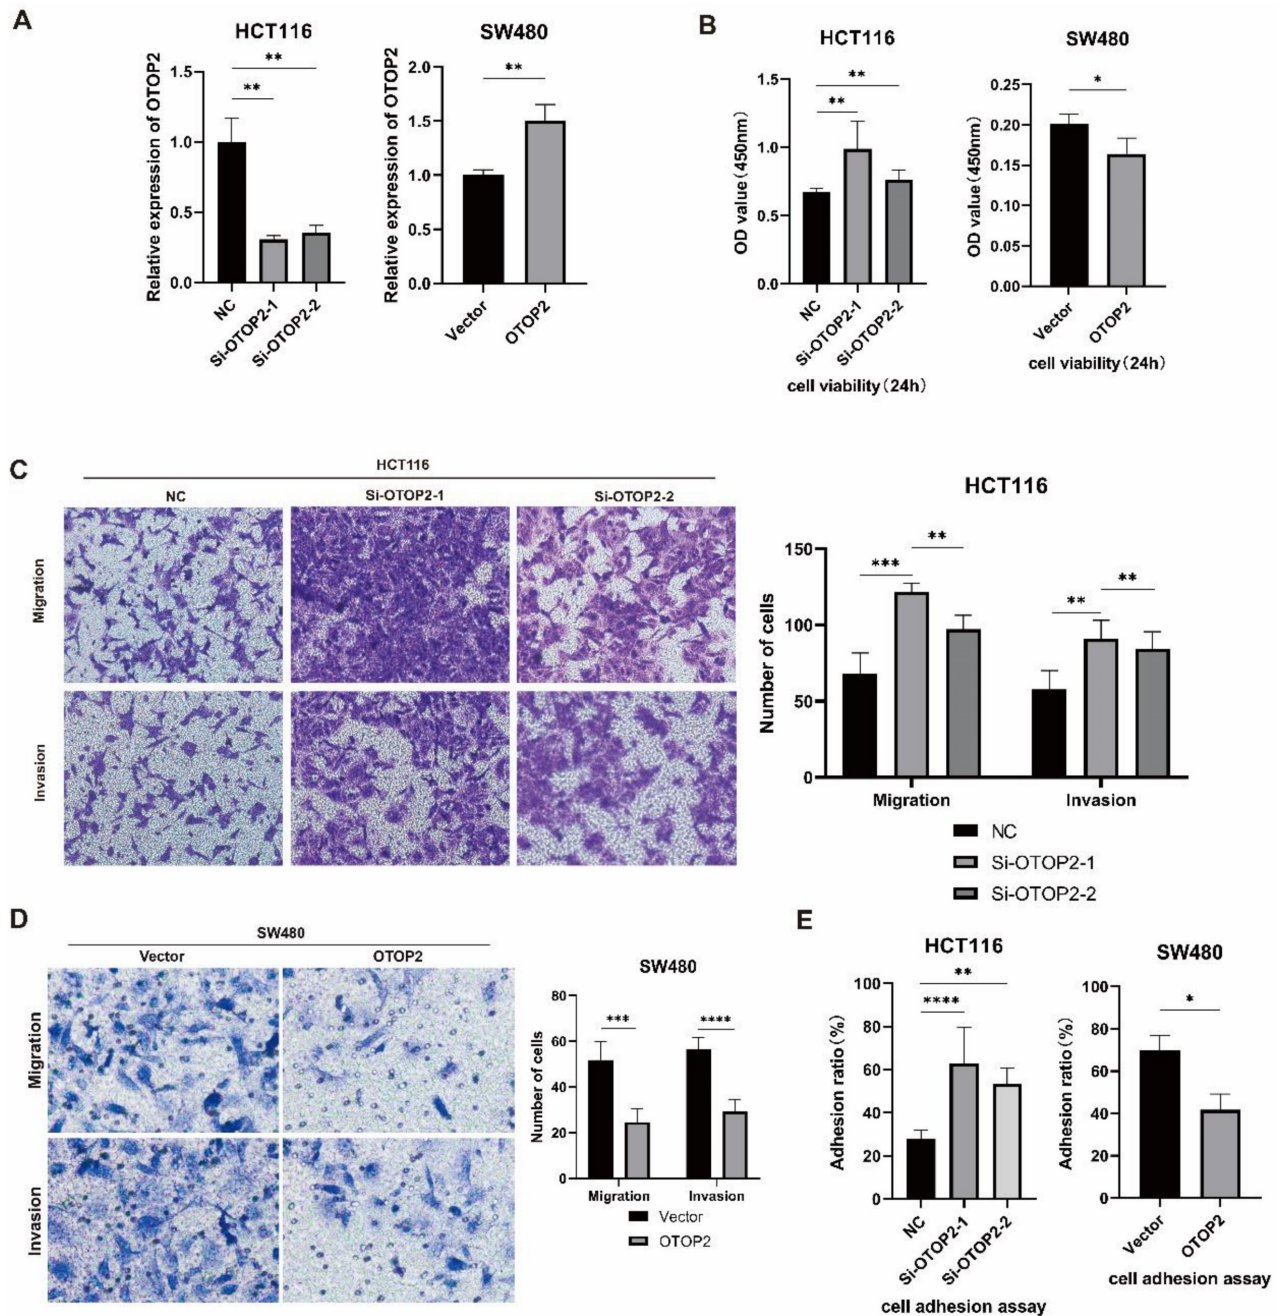 A
HCT116
Relative expression of OTOP2
1.5
1.0
0.5
0.0
**
**
NC
Si-OTOP2-1
Si-OTOP2-2
SW480
Relative expression of OTOP2
2.0
1.5
1.0
0.5
0.0
**
Vector
OTOP2
B
HCT116
OD value(450nm)
1.5
1.0
0.5
0.0
**
**
NC
Si-OTOP2-1
Si-OTOP2-2
cell viability(24h)
SW480
OD value(450nm)
0.25
0.20
0.15
0.10
0.05
0.00
*
Vector
OTOP2
cell viability(24h)
C
HCT116
NC Si-OTOP2-1 Si-OTOP2-2
Migration
Invasion
HCT116
Number of cells
150
100
50
0
***
**
**
**
Migration Invasion
NC
Si-OTOP2-1
Si-OTOP2-2
D
SW480
Vector OTOP2
Migration
Invasion
SW480
Number of cells
80
60
40
20
0
***
****
Migration Invasion
Vector
OTOP2
E
HCT116
Adhesion ratio(%)
100
80
60
40
20
0
**
****
NC
Si-OTOP2-1
Si-OTOP2-2
cell adhesion assay
SW480
Adhesion ratio(%)
100
80
60
40
20
0
*
Vector
OTOP2
cell adhesion assay